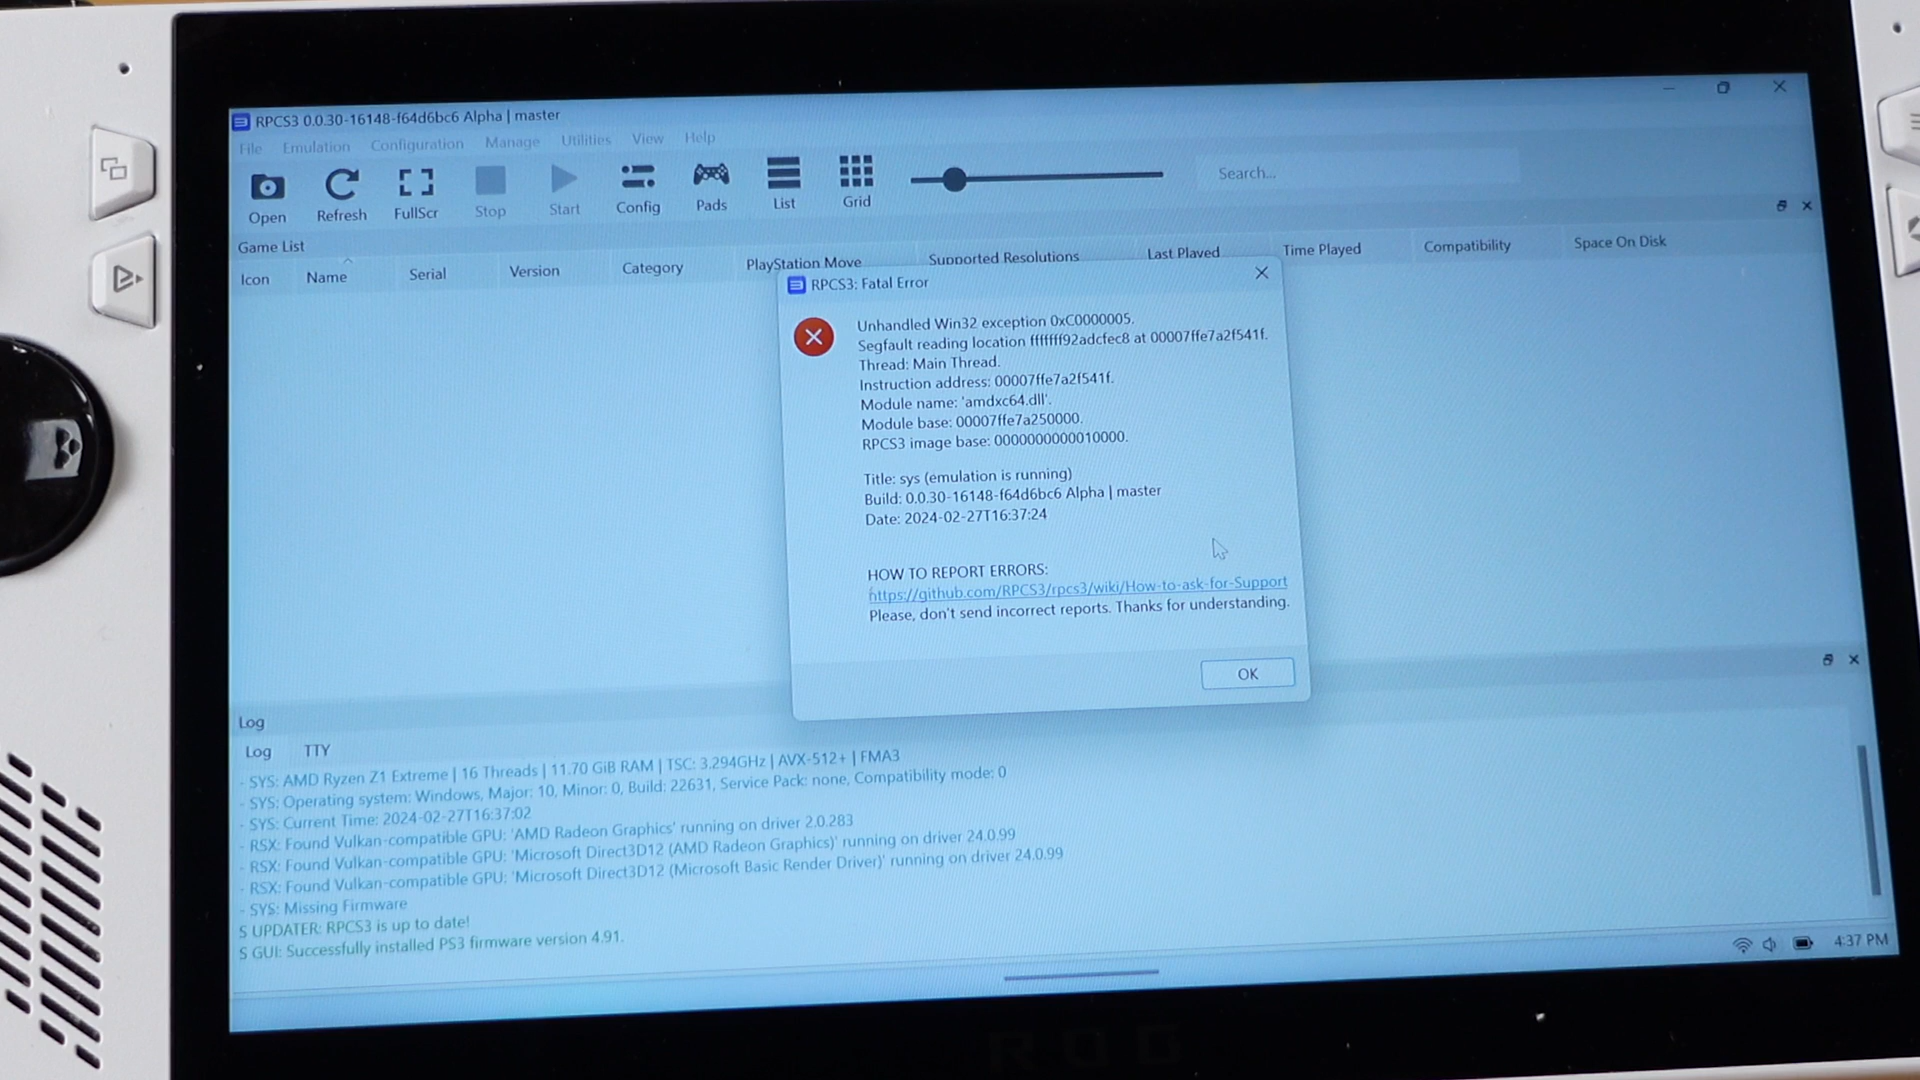 RPCS3 0.0.30-16148-f64d6bc6 Alpha | master
File Emulation Configuration Manage Utilities View Help
Open Refresh FullScr Stop Start Config Pads List Grid Search...
Game List
Icon Name Serial Version Category PlayStation Move Supported Resolutions Last Played Time Played Compatibility Space On Disk
RPCS3: Fatal Error
Unhandled Win32 exception 0xC0000005.
Segfault reading location fffffff92adcfec8 at 00007ffe7a2f541f.
Thread: Main Thread.
Instruction address: 00007ffe7a2f541f.
Module name: 'amdxc64.dll'.
Module base: 00007ffe7a250000.
RPCS3 image base: 0000000000010000.
Title: sys (emulation is running)
Build: 0.0.30-16148-f64d6bc6 Alpha | master
Date: 2024-02-27T16:37:24
HOW TO REPORT ERRORS:
https://github.com/RPCS3/rpcs3/wiki/How-to-ask-for-Support
Please, don't send incorrect reports. Thanks for understanding.
OK
Log
Log TTY
- SYS: AMD Ryzen Z1 Extreme | 16 Threads | 11.70 GiB RAM | TSC: 3.294GHz | AVX-512+ | FMA3
- SYS: Operating system: Windows, Major: 10, Minor: 0, Build: 22631, Service Pack: none, Compatibility mode: 0
- SYS: Current Time: 2024-02-27T16:37:02
- RSX: Found Vulkan-compatible GPU: 'AMD Radeon Graphics' running on driver 2.0.283
- RSX: Found Vulkan-compatible GPU: 'Microsoft Direct3D12 (AMD Radeon Graphics)' running on driver 24.0.99
- RSX: Found Vulkan-compatible GPU: 'Microsoft Direct3D12 (Microsoft Basic Render Driver)' running on driver 24.0.99
- SYS: Missing Firmware
S UPDATER: RPCS3 is up to date!
S GUI: Successfully installed PS3 firmware version 4.91.
4:37 PM
ROG